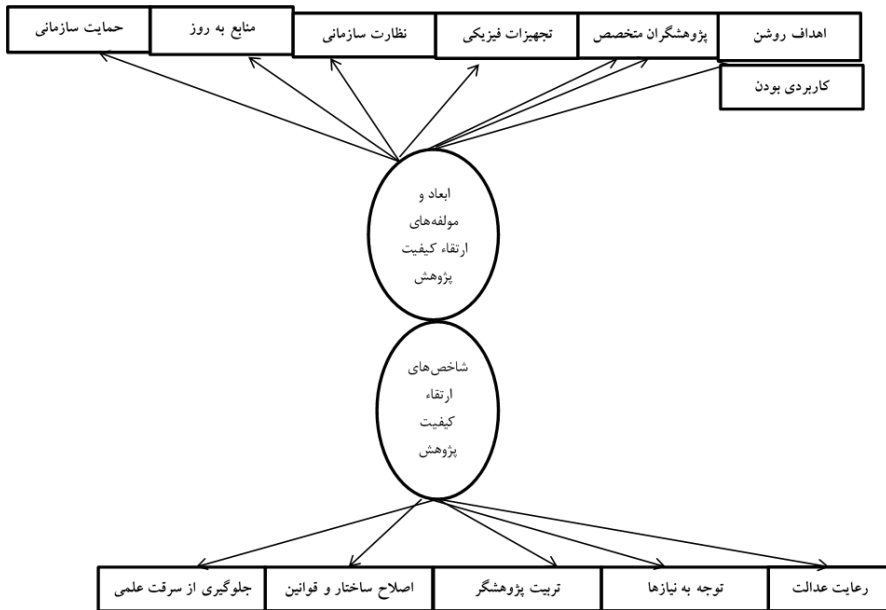 اهداف روشن
پژوهشگران متخصص
تجهیزات فیزیکی
نظارت سازمانی
منابع به روز
حمایت سازمانی
کاربردی بودن
ابعاد و
مولفه‌های
ارتقاء کیفیت
پژوهش
شاخص‌های
ارتقاء
کیفیت
پژوهش
رعایت عدالت
توجه به نیازها
تربیت پژوهشگر
اصلاح ساختار و قوانین
جلوگیری از سرقت علمی